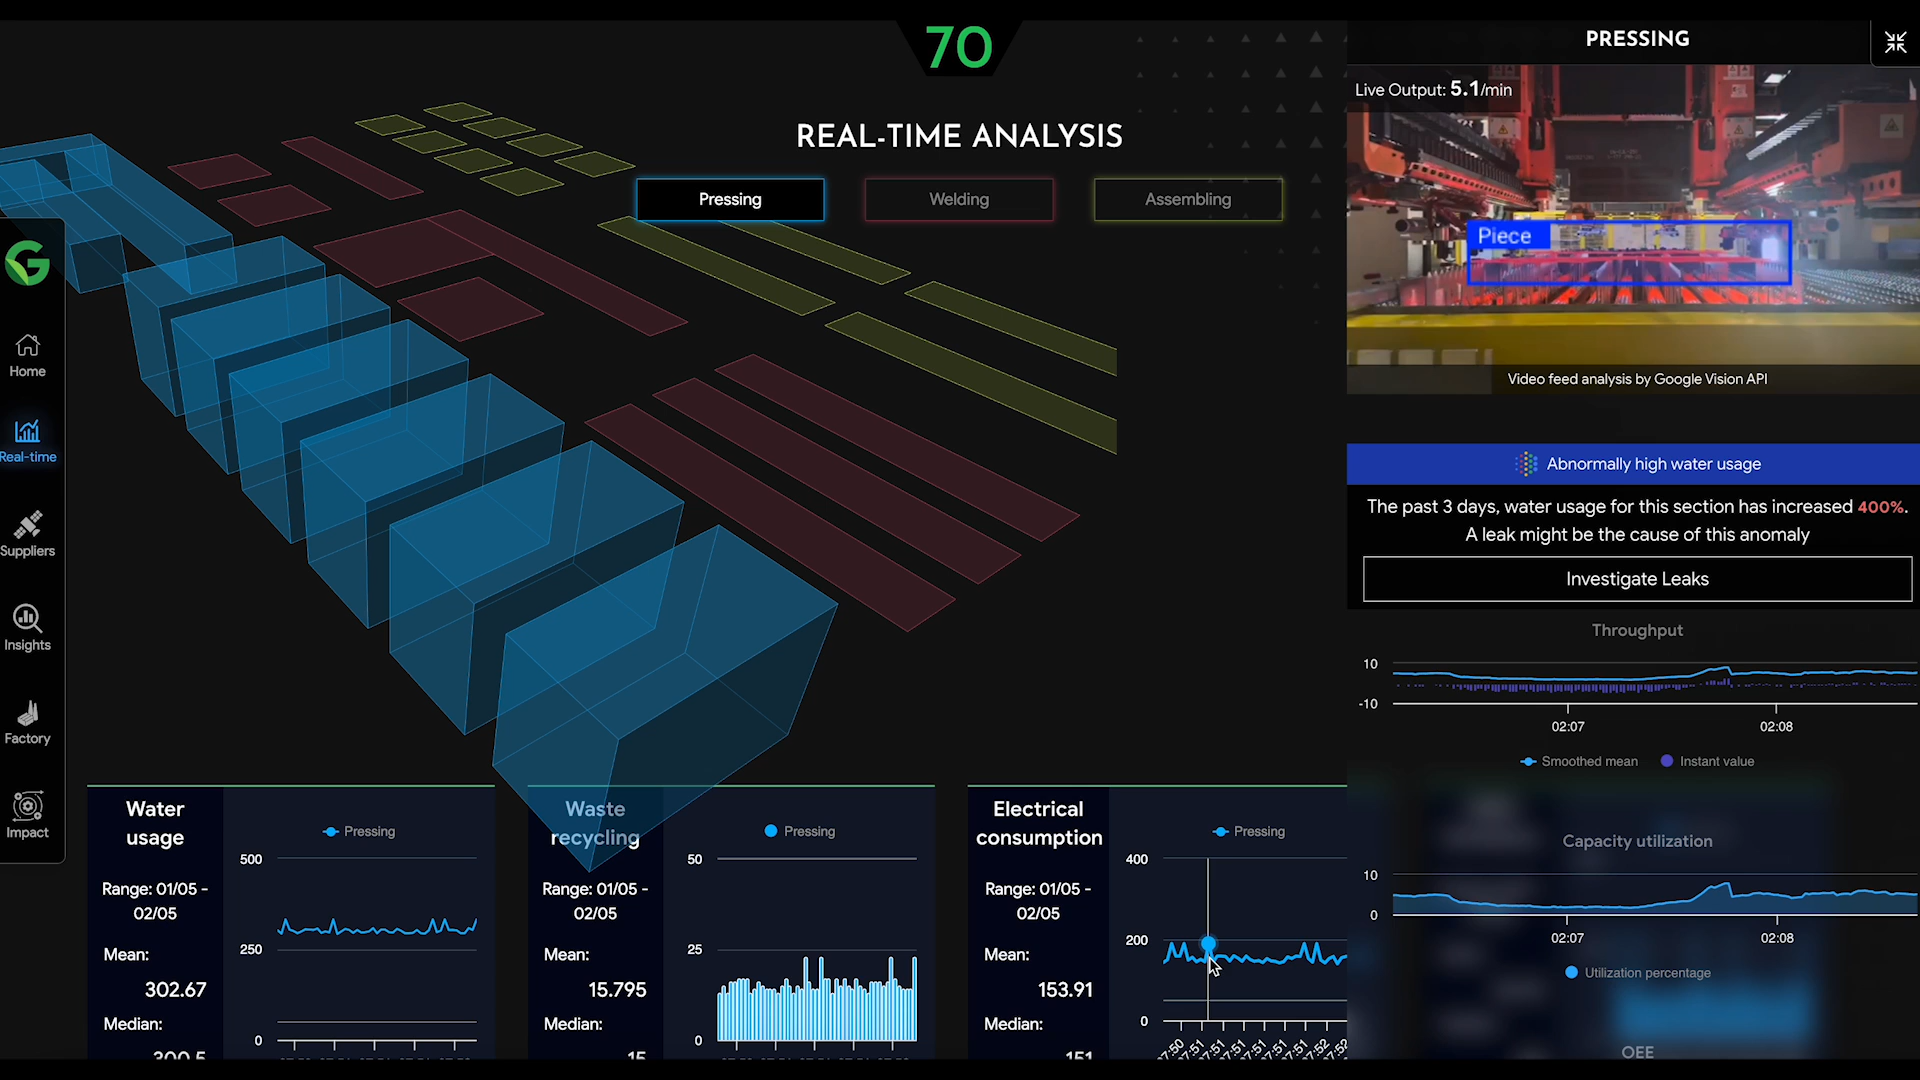 70
REAL-TIME ANALYSIS
Pressing
Welding
Assembling
Home
Real-time
Suppliers
Insights
Factory
Impact
Water
usage
Range: 01/05 -
02/05
Mean:
302.67
Median:
300.5
Pressing
500
250
0
Waste
recycling
Range: 01/05 -
02/05
Mean:
15.795
Median:
15
Pressing
50
25
0
Electrical
consumption
Range: 01/05 -
02/05
Mean:
153.91
Median:
151
Pressing
400
200
0
PRESSING
Live Output: 5.1/min
Piece
Video feed analysis by Google Vision API
Abnormally high water usage
The past 3 days, water usage for this section has increased 400%.
A leak might be the cause of this anomaly
Investigate Leaks
Throughput
10
-10
02:07
02:08
Smoothed mean
Instant value
Capacity utilization
10
0
02:07
02:08
Utilization percentage
OEE